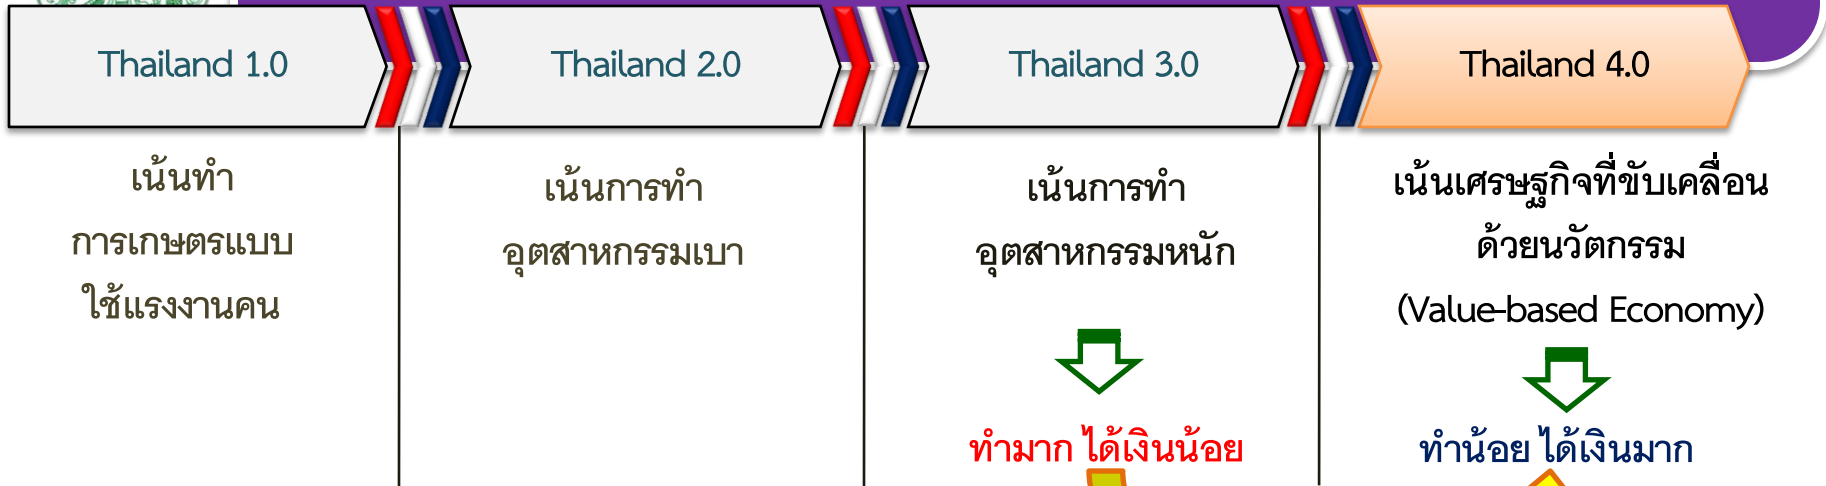 Thailand 1.0
Thailand 2.0
Thailand 3.0
Thailand 4.0
เน้นทำ
การเกษตรแบบ
ใช้แรงงานคน
เน้นการทำ
อุตสาหกรรมเบา
เน้นการทำ
อุตสาหกรรมหนัก
ทำมาก ได้เงินน้อย
เน้นเศรษฐกิจที่ขับเคลื่อน
ด้วยนวัตกรรม
(Value-based Economy)
ทำน้อย ได้เงินมาก